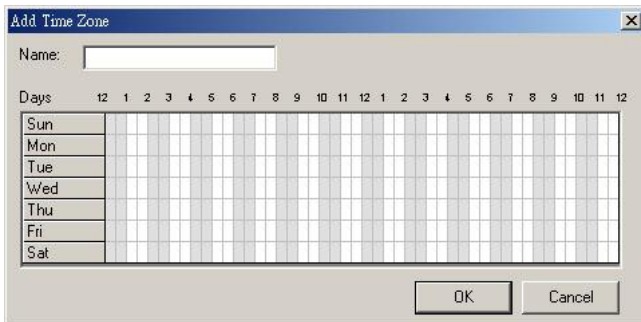 Add Time Zone
Name:
Days 12 1 2 3 4 5 6 7 8 9 10 11 12 1 2 3 4 5 6 7 8 9 10 11 12
Sun
Mon
Tue
Wed
Thu
Fri
Sat
OK Cancel